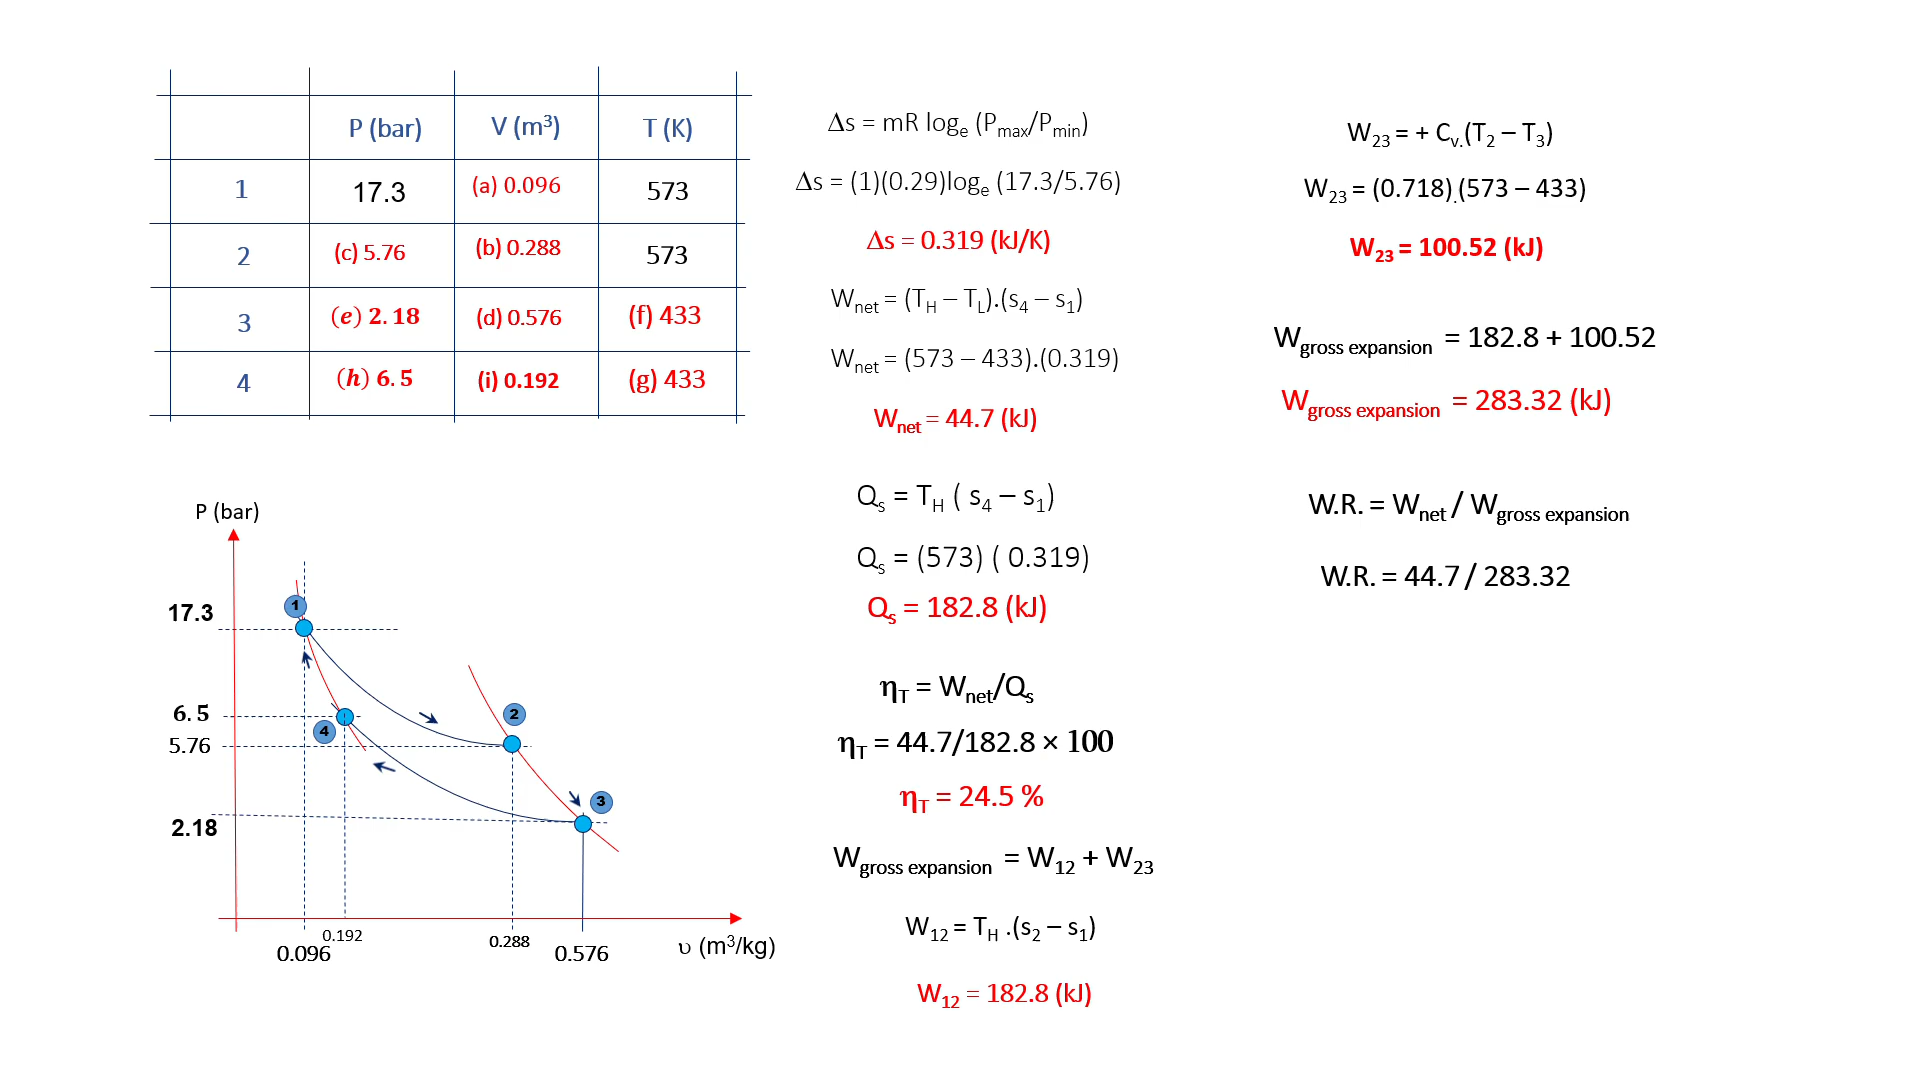 P (bar) V (m³) T (K)
1 17.3 (a) 0.096 573
2 (c) 5.76 (b) 0.288 573
3 (e) 2.18 (d) 0.576 (f) 433
4 (h) 6.5 (i) 0.192 (g) 433
P (bar)
17.3
6.5
5.76
2.18
1
2
3
4
0.096
0.192
0.288
0.576
υ (m³/kg)
Δs = mR logₑ (Pmax/Pmin)
Δs = (1)(0.29)logₑ (17.3/5.76)
Δs = 0.319 (kJ/K)
Wnet = (TH – TL).(s₄ – s₁)
Wnet = (573 – 433).(0.319)
Wnet = 44.7 (kJ)
Qs = TH ( s₄ – s₁)
Qs = (573) ( 0.319)
Qs = 182.8 (kJ)
ηT = Wnet/Qs
ηT = 44.7/182.8 × 100
ηT = 24.5 %
Wgross expansion = W₁₂ + W₂₃
W₁₂ = TH .(s₂ – s₁)
W₁₂ = 182.8 (kJ)
W₂₃ = + Cv.(T₂ – T₃)
W₂₃ = (0.718).(573 – 433)
W₂₃ = 100.52 (kJ)
Wgross expansion = 182.8 + 100.52
Wgross expansion = 283.32 (kJ)
W.R. = Wnet / Wgross expansion
W.R. = 44.7 / 283.32